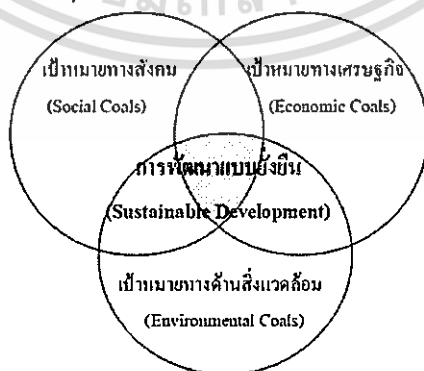 เป้าหมายทางสังคม
(Social Coals)
เป้าหมายทางเศรษฐกิจ
(Economic Coals)
การพัฒนาแบบยั่งยืน
(Sustainable Development)
เป้าหมายทางด้านสิ่งแวดล้อม
(Environmental Coals)